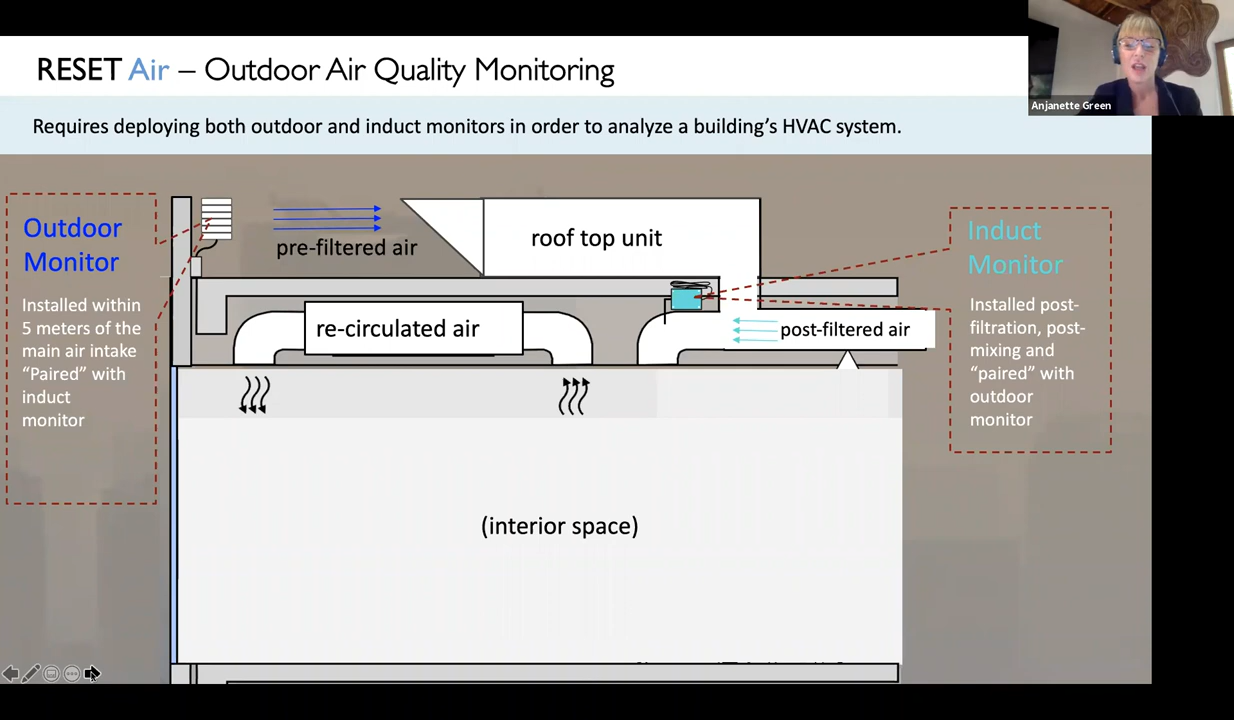 RESET Air – Outdoor Air Quality Monitoring
Anjanette Green
Requires deploying both outdoor and induct monitors in order to analyze a building's HVAC system.
Outdoor
Monitor
Installed within
5 meters of the
main air intake
"Paired" with
induct
monitor
pre-filtered air
roof top unit
re-circulated air
post-filtered air
Induct
Monitor
Installed post-
filtration, post-
mixing and
"paired" with
outdoor
monitor
(interior space)